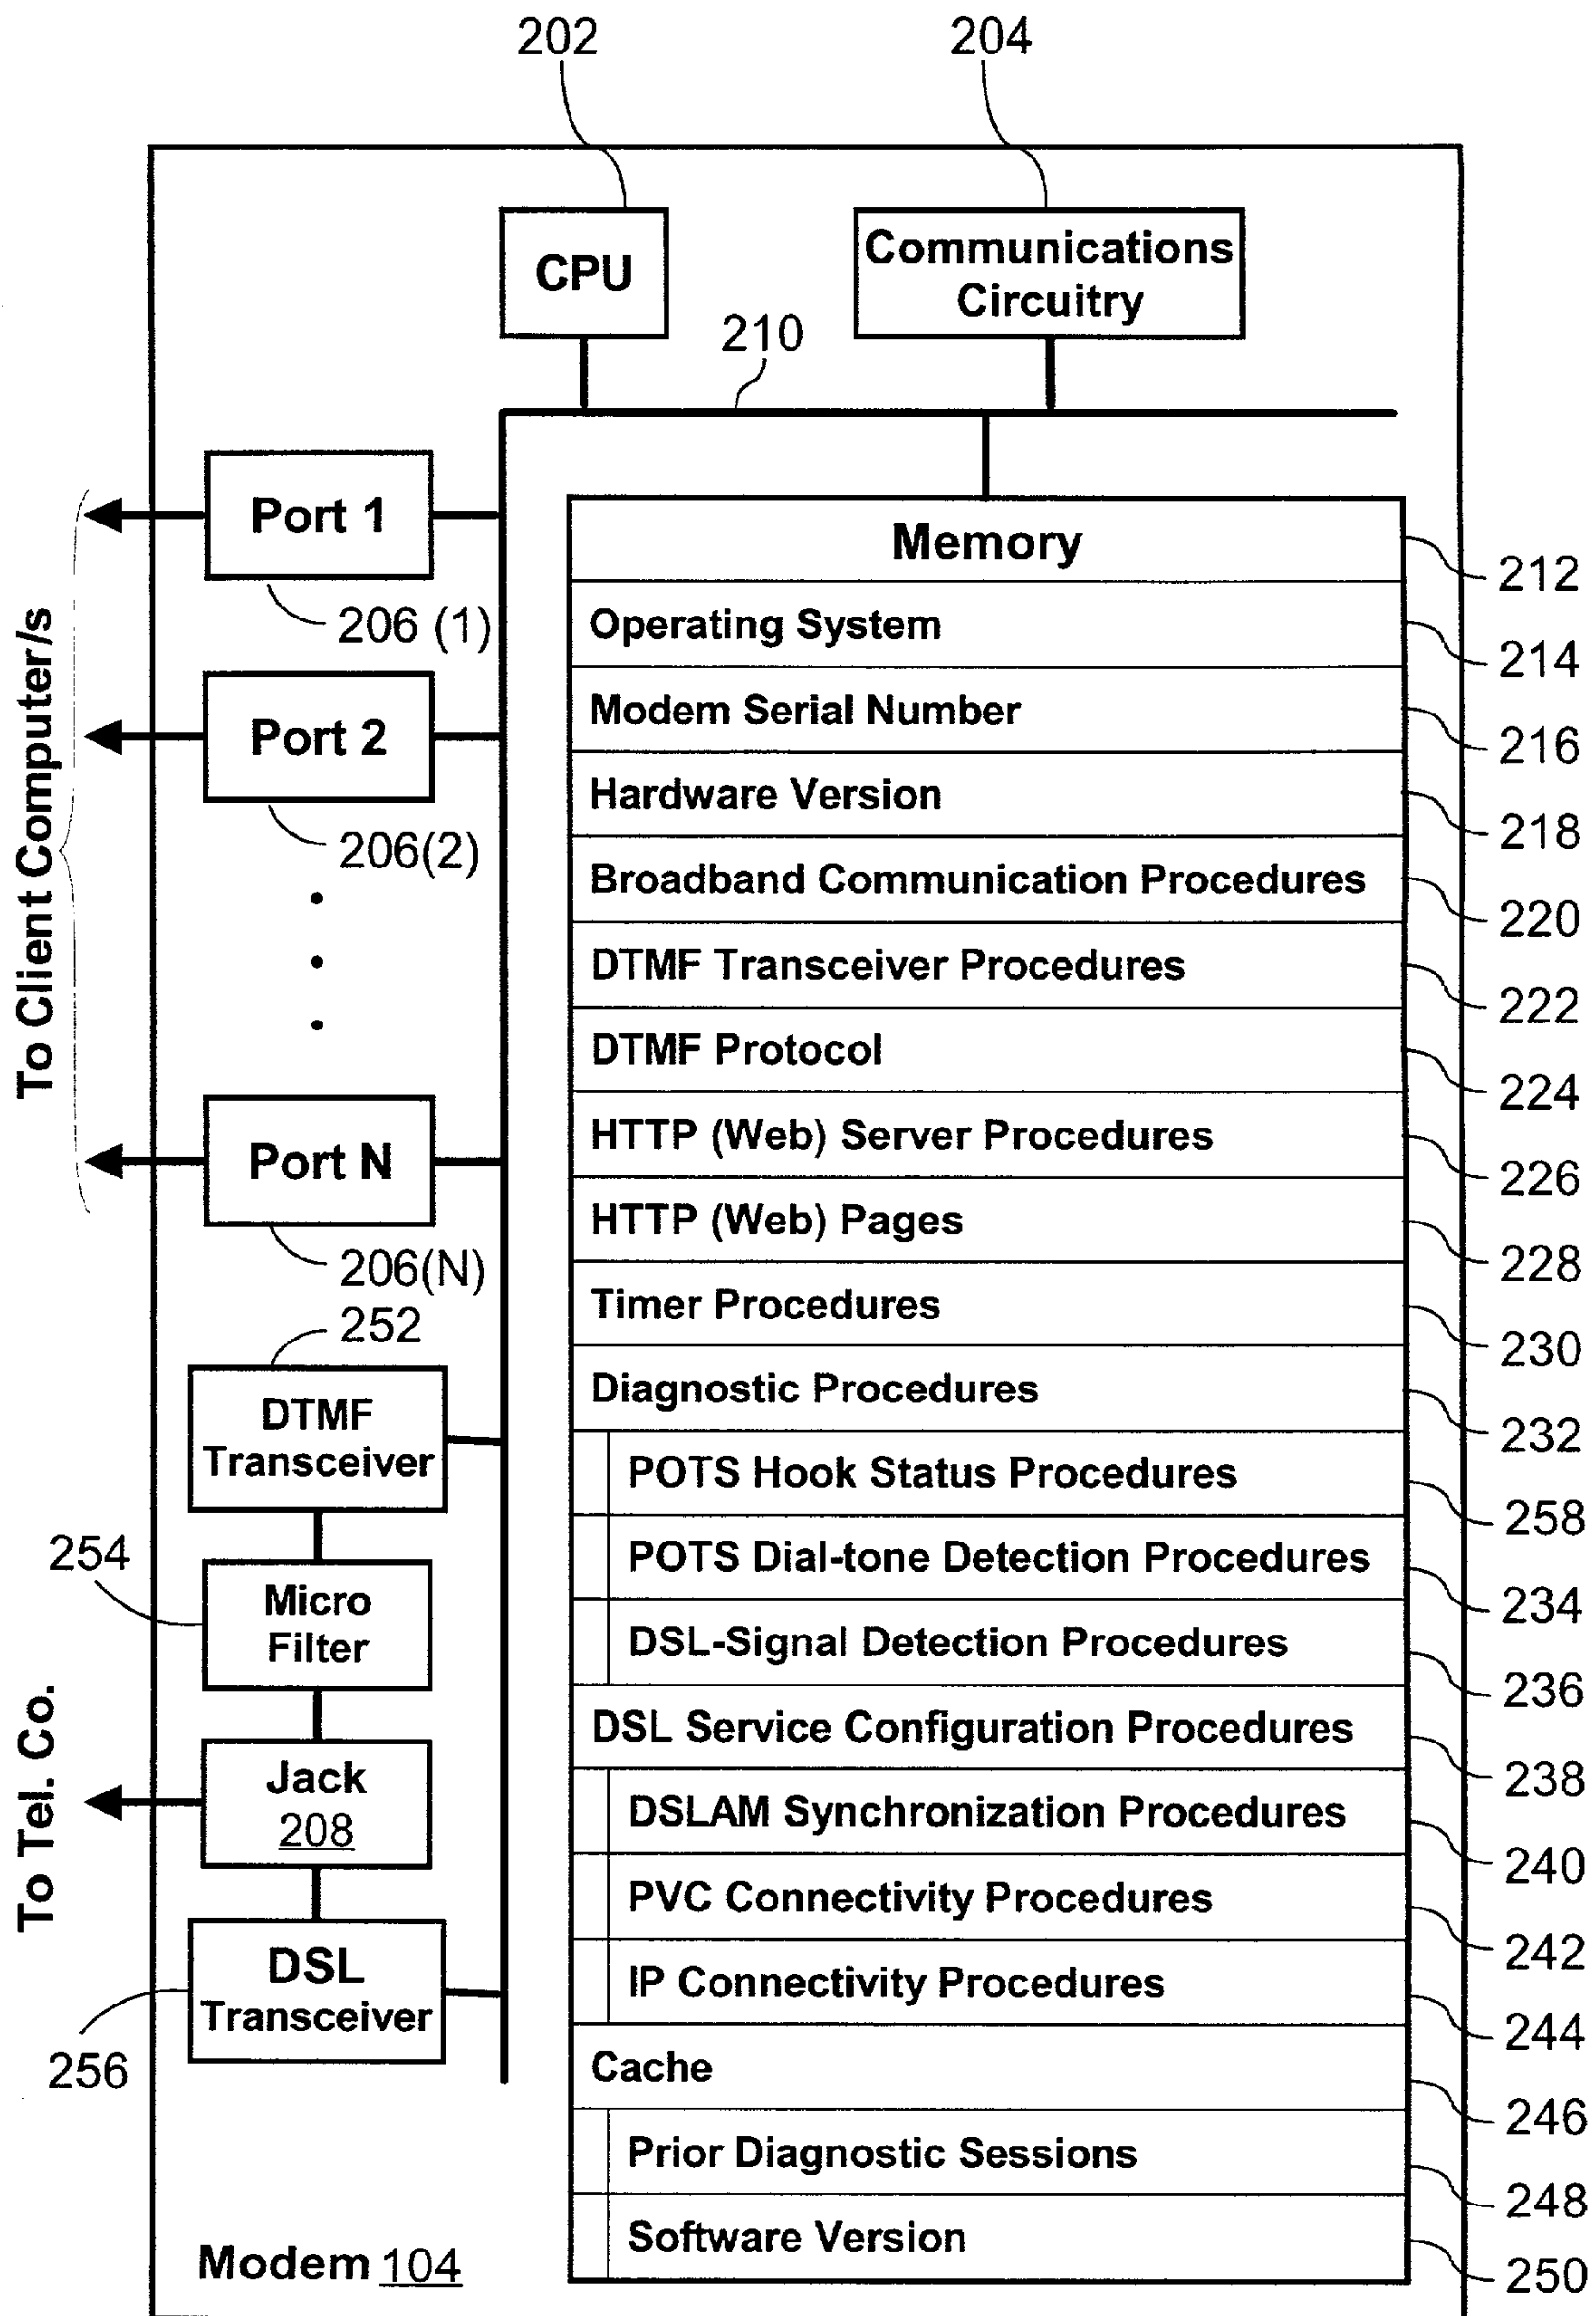 202
204
CPU
Communications
Circuitry
210
To Client Computer/s
Port 1
206 (1)
Port 2
206(2)
Port N
206(N)
252
DTMF
Transceiver
254
Micro
Filter
To Tel. Co.
Jack
208
DSL
Transceiver
256
Modem 104
Memory
212
Operating System
214
Modem Serial Number
216
Hardware Version
218
Broadband Communication Procedures
220
DTMF Transceiver Procedures
222
DTMF Protocol
224
HTTP (Web) Server Procedures
226
HTTP (Web) Pages
228
Timer Procedures
230
Diagnostic Procedures
232
POTS Hook Status Procedures
258
POTS Dial-tone Detection Procedures
234
DSL-Signal Detection Procedures
236
DSL Service Configuration Procedures
238
DSLAM Synchronization Procedures
240
PVC Connectivity Procedures
242
IP Connectivity Procedures
244
Cache
246
Prior Diagnostic Sessions
248
Software Version
250